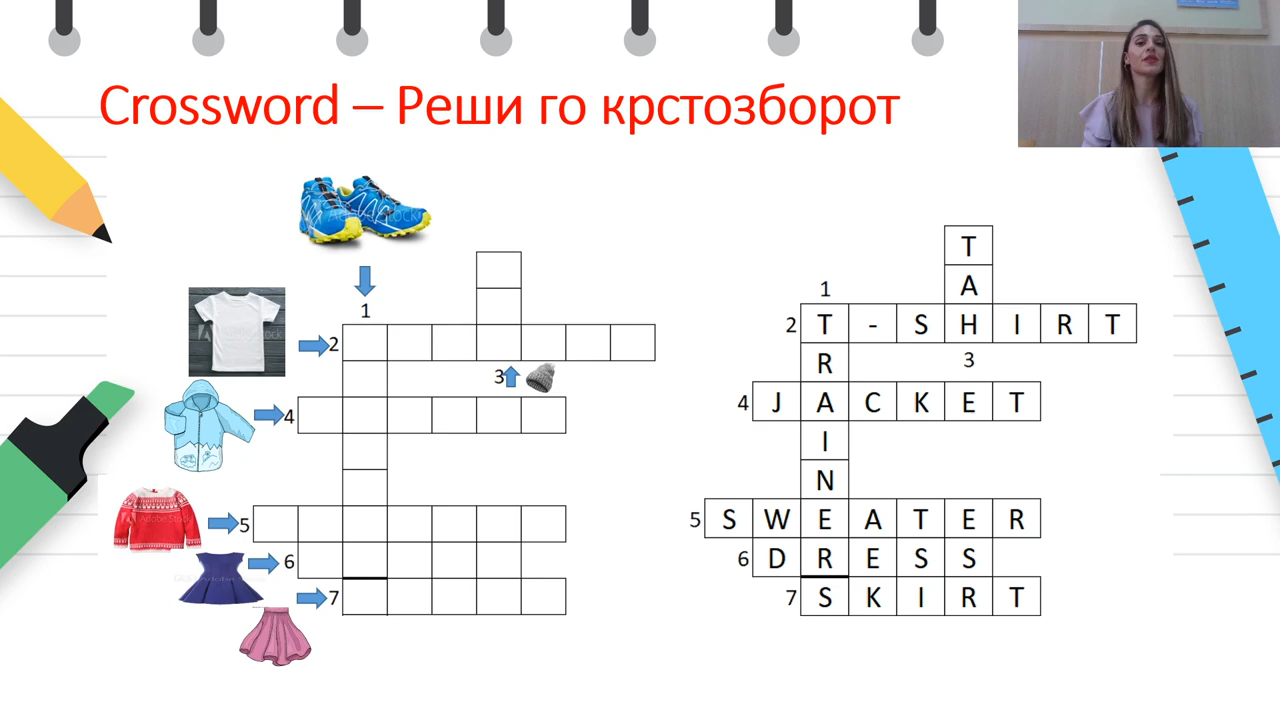 Crossword – Реши го крстозборот
1
2
3
4
5
6
7
T
A
1
2 T - S H I R T
R 3
4 J A C K E T
I
N
5 S W E A T E R
6 D R E S S
7 S K I R T